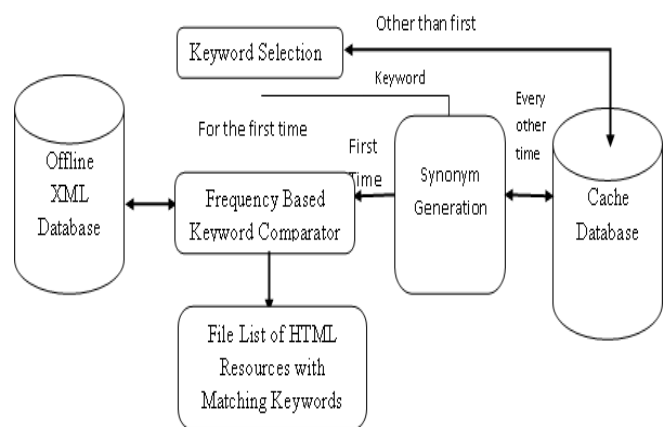 Other than first
Keyword Selection
Keyword
For the first time
Every
other
time
First
Time
Offline
XML
Database
Synonym
Generation
Cache
Database
Frequency Based
Keyword Comparator
File List of HTML
Resources with
Matching Keywords